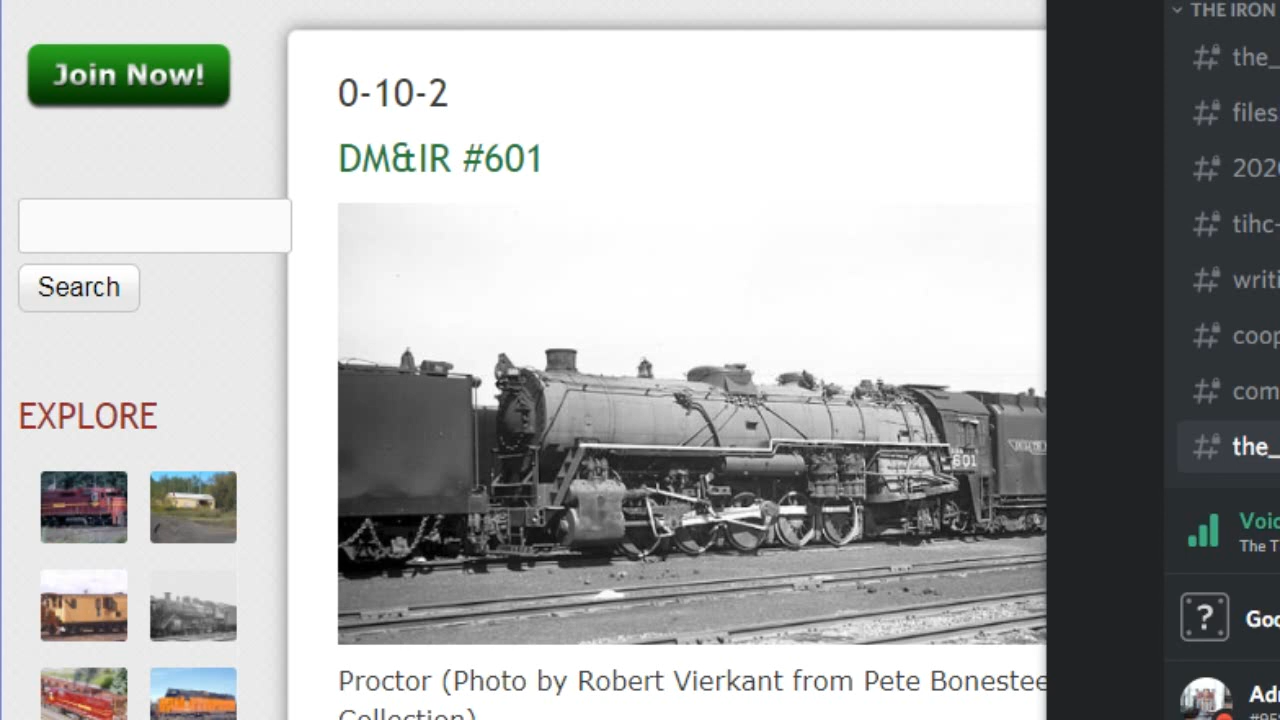 Join Now!
Search
EXPLORE
0-10-2
DM&IR #601
601
Proctor (Photo by Robert Vierkant from Pete Bonestee
Collection)
THE IRON
the_
files
202
tihc-
writi
coop
com
the_
Voic
The T
?
Goo
Adr